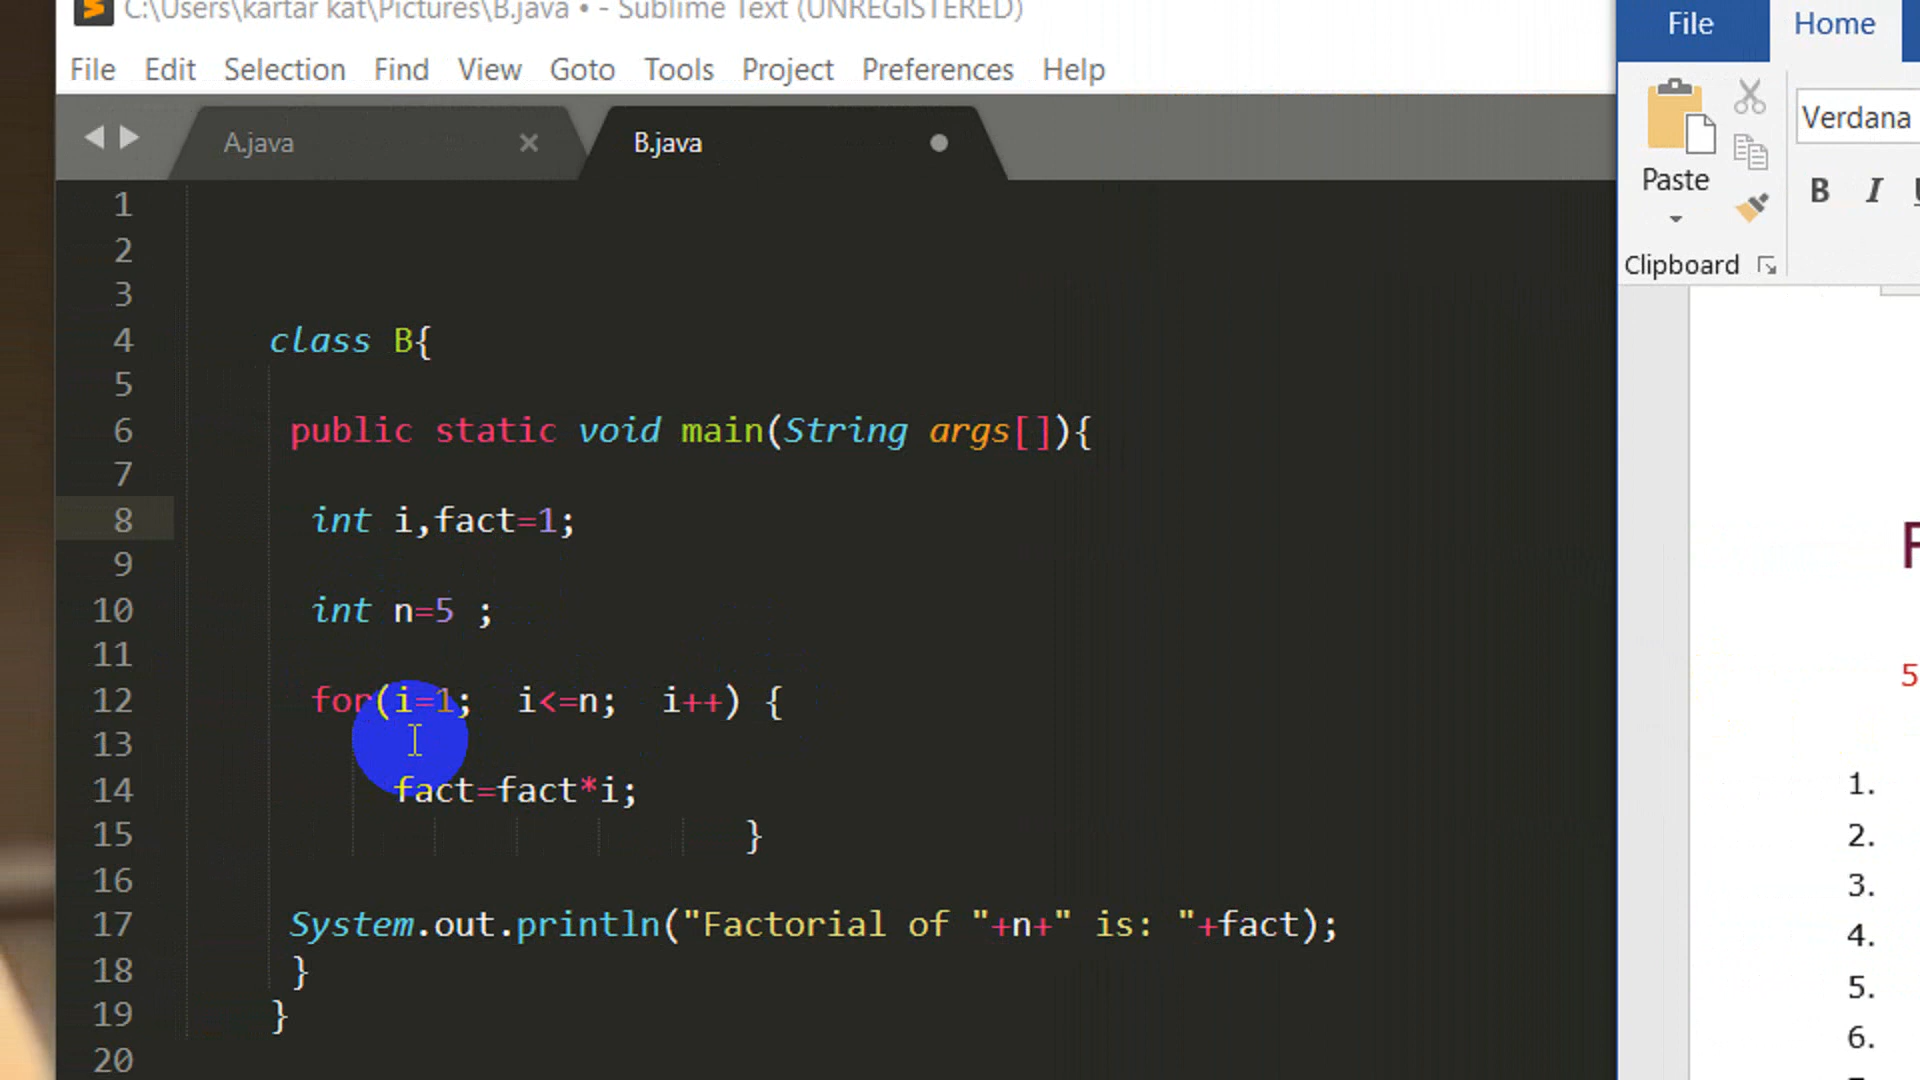 C:\Users\kartar kat\Pictures\B.java • - Sublime Text (UNREGISTERED)
File Edit Selection Find View Goto Tools Project Preferences Help
A.java
B.java
1
2
3
4 class B{
5
6 public static void main(String args[]){
7
8 int i,fact=1;
9
10 int n=5 ;
11
12 for(i=1; i<=n; i++) {
13
14 fact=fact*i;
15 }
16
17 System.out.println("Factorial of "+n+" is: "+fact);
18 }
19 }
20
File Home
Paste
Clipboard
Verdana
B I U
5
1.
2.
3.
4.
5.
6.